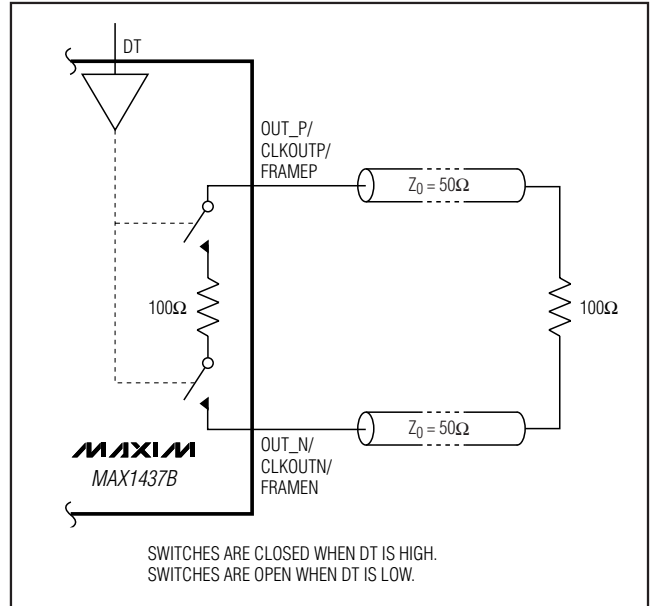 DT
OUT_P/
CLKOUTP/
FRAMEP
Z0 = 50Ω
100Ω
100Ω
Z0 = 50Ω
MAXIM
MAX1437B
OUT_N/
CLKOUTN/
FRAMEN
SWITCHES ARE CLOSED WHEN DT IS HIGH.
SWITCHES ARE OPEN WHEN DT IS LOW.